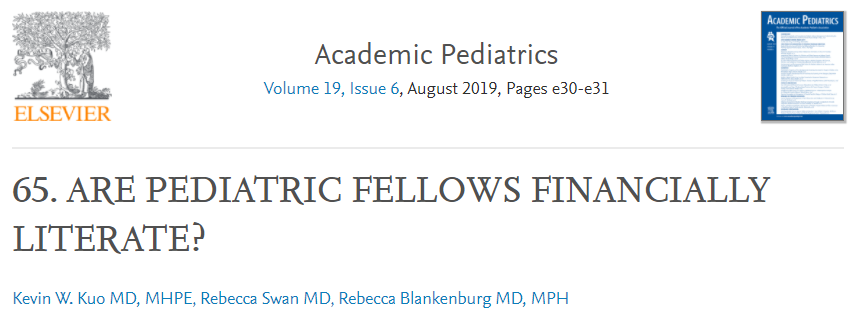 ELSEVIER
Academic Pediatrics
Volume 19, Issue 6, August 2019, Pages e30-e31
ACADEMIC PEDIATRICS
65. ARE PEDIATRIC FELLOWS FINANCIALLY
LITERATE?
Kevin W. Kuo MD, MHPE, Rebecca Swan MD, Rebecca Blankenburg MD, MPH